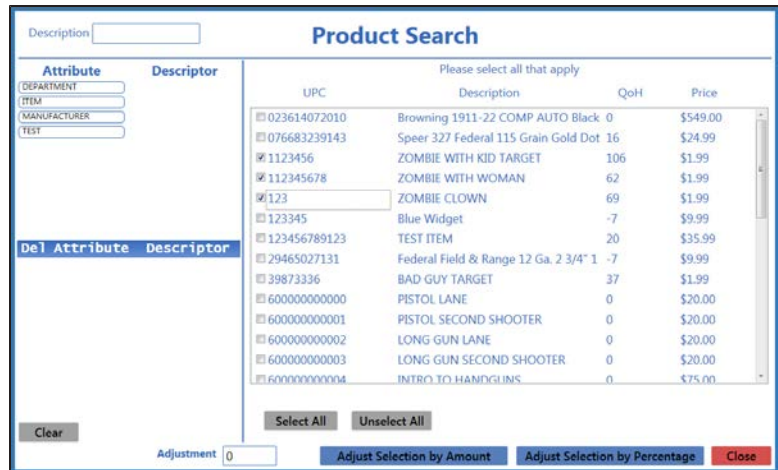 Description
Product Search
Attribute Descriptor
DEPARTMENT
ITEM
MANUFACTURER
TEST
Please select all that apply
UPC Description QoH Price
023614072010 Browning 1911-22 COMP AUTO Black 0 $549.00
076683239143 Speer 327 Federal 115 Grain Gold Dot 16 $24.99
1123456 ZOMBIE WITH KID TARGET 106 $1.99
112345678 ZOMBIE WITH WOMAN 62 $1.99
123 ZOMBIE CLOWN 69 $1.99
123345 Blue Widget -7 $9.99
123456789123 TEST ITEM 20 $35.99
29465027131 Federal Field & Range 12 Ga. 2 3/4" 1 -7 $9.99
39873336 BAD GUY TARGET 37 $1.99
600000000000 PISTOL LANE 0 $20.00
600000000001 PISTOL SECOND SHOOTER 0 $20.00
600000000002 LONG GUN LANE 0 $20.00
600000000003 LONG GUN SECOND SHOOTER 0 $20.00
600000000004 INTRO TO HANDGUNS 0 $75.00
Del Attribute Descriptor
Select All Unselect All
Clear
Adjustment 0 Adjust Selection by Amount Adjust Selection by Percentage Close